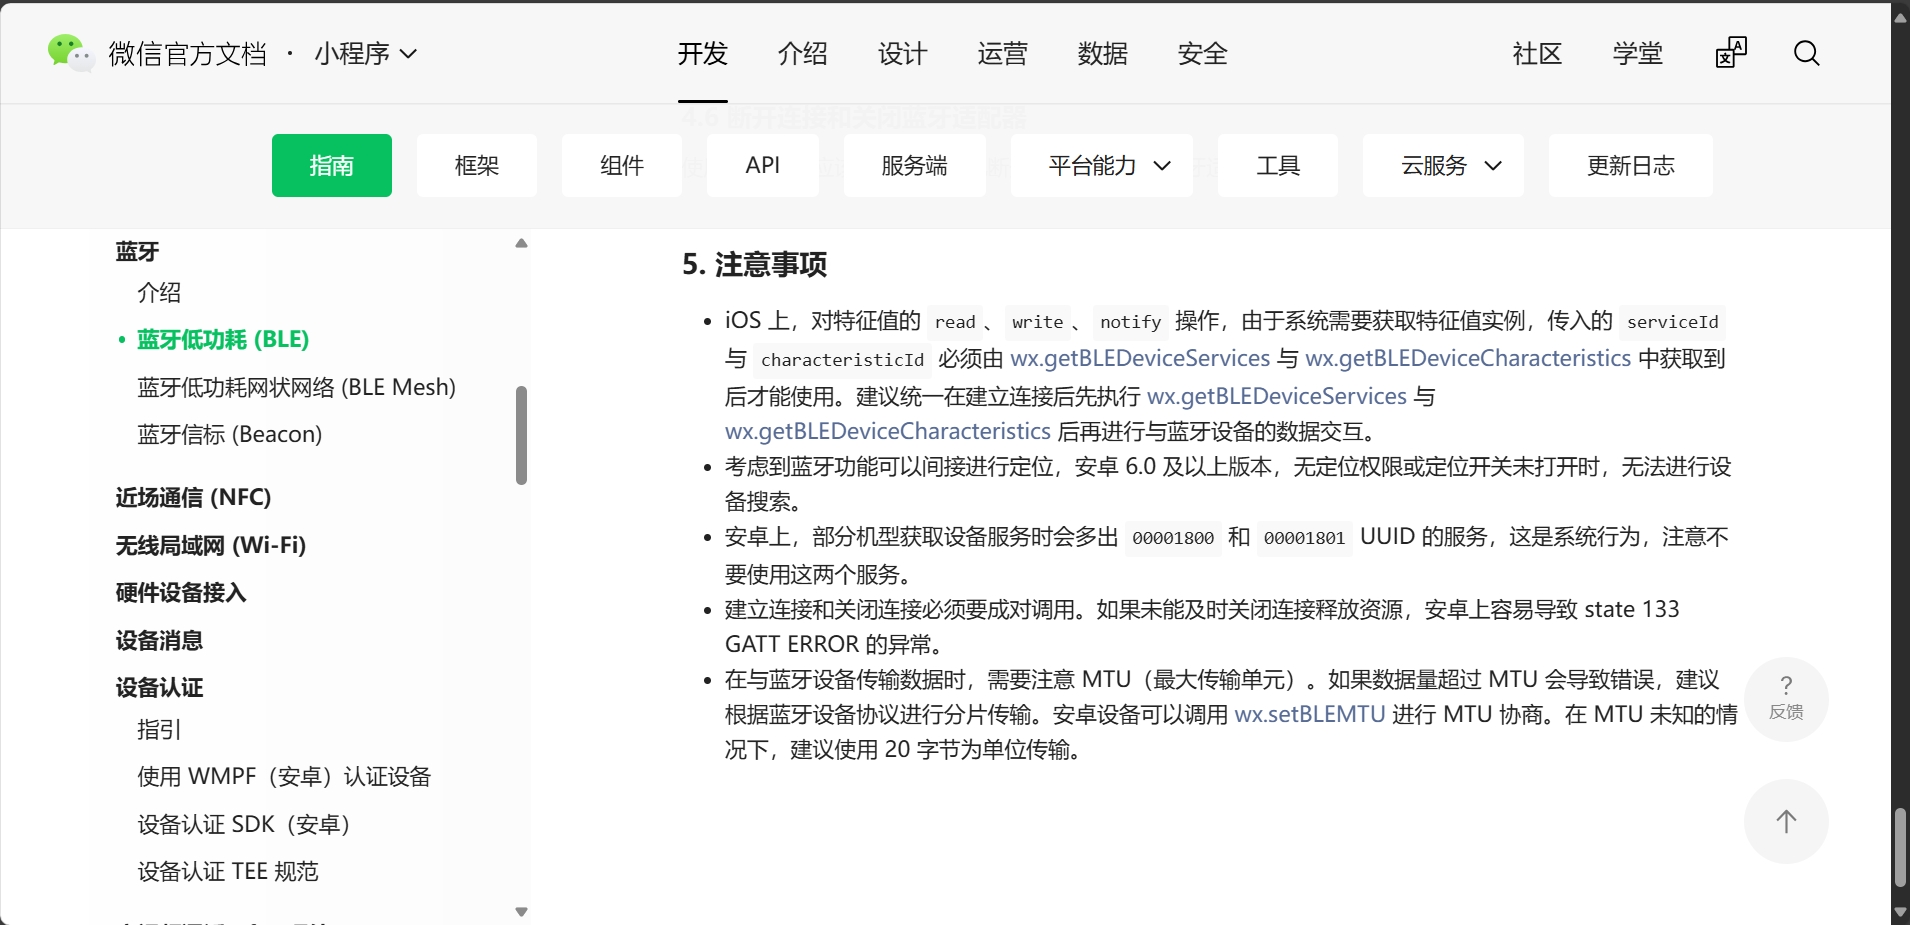 微信官方文档 · 小程序
开发 介绍 设计 运营 数据 安全
社区 学堂
4.6 断开连接和关闭蓝牙适配器
指南 框架 组件 API 服务端 平台能力 工具 云服务 更新日志
蓝牙
介绍
• 蓝牙低功耗 (BLE)
蓝牙低功耗网状网络 (BLE Mesh)
蓝牙信标 (Beacon)
近场通信 (NFC)
无线局域网 (Wi-Fi)
硬件设备接入
设备消息
设备认证
指引
使用 WMPF（安卓）认证设备
设备认证 SDK（安卓）
设备认证 TEE 规范
5. 注意事项
• iOS 上，对特征值的 read 、 write 、 notify 操作，由于系统需要获取特征值实例，传入的 serviceId
与 characteristicId 必须由 wx.getBLEDeviceServices 与 wx.getBLEDeviceCharacteristics 中获取到
后才能使用。建议统一在建立连接后先执行 wx.getBLEDeviceServices 与
wx.getBLEDeviceCharacteristics 后再进行与蓝牙设备的数据交互。
• 考虑到蓝牙功能可以间接进行定位，安卓 6.0 及以上版本，无定位权限或定位开关未打开时，无法进行设
备搜索。
• 安卓上，部分机型获取设备服务时会多出 00001800 和 00001801 UUID 的服务，这是系统行为，注意不
要使用这两个服务。
• 建立连接和关闭连接必须要成对调用。如果未能及时关闭连接释放资源，安卓上容易导致 state 133
GATT ERROR 的异常。
• 在与蓝牙设备传输数据时，需要注意 MTU（最大传输单元）。如果数据量超过 MTU 会导致错误，建议
根据蓝牙设备协议进行分片传输。安卓设备可以调用 wx.setBLEMTU 进行 MTU 协商。在 MTU 未知的情
况下，建议使用 20 字节为单位传输。
?
反馈